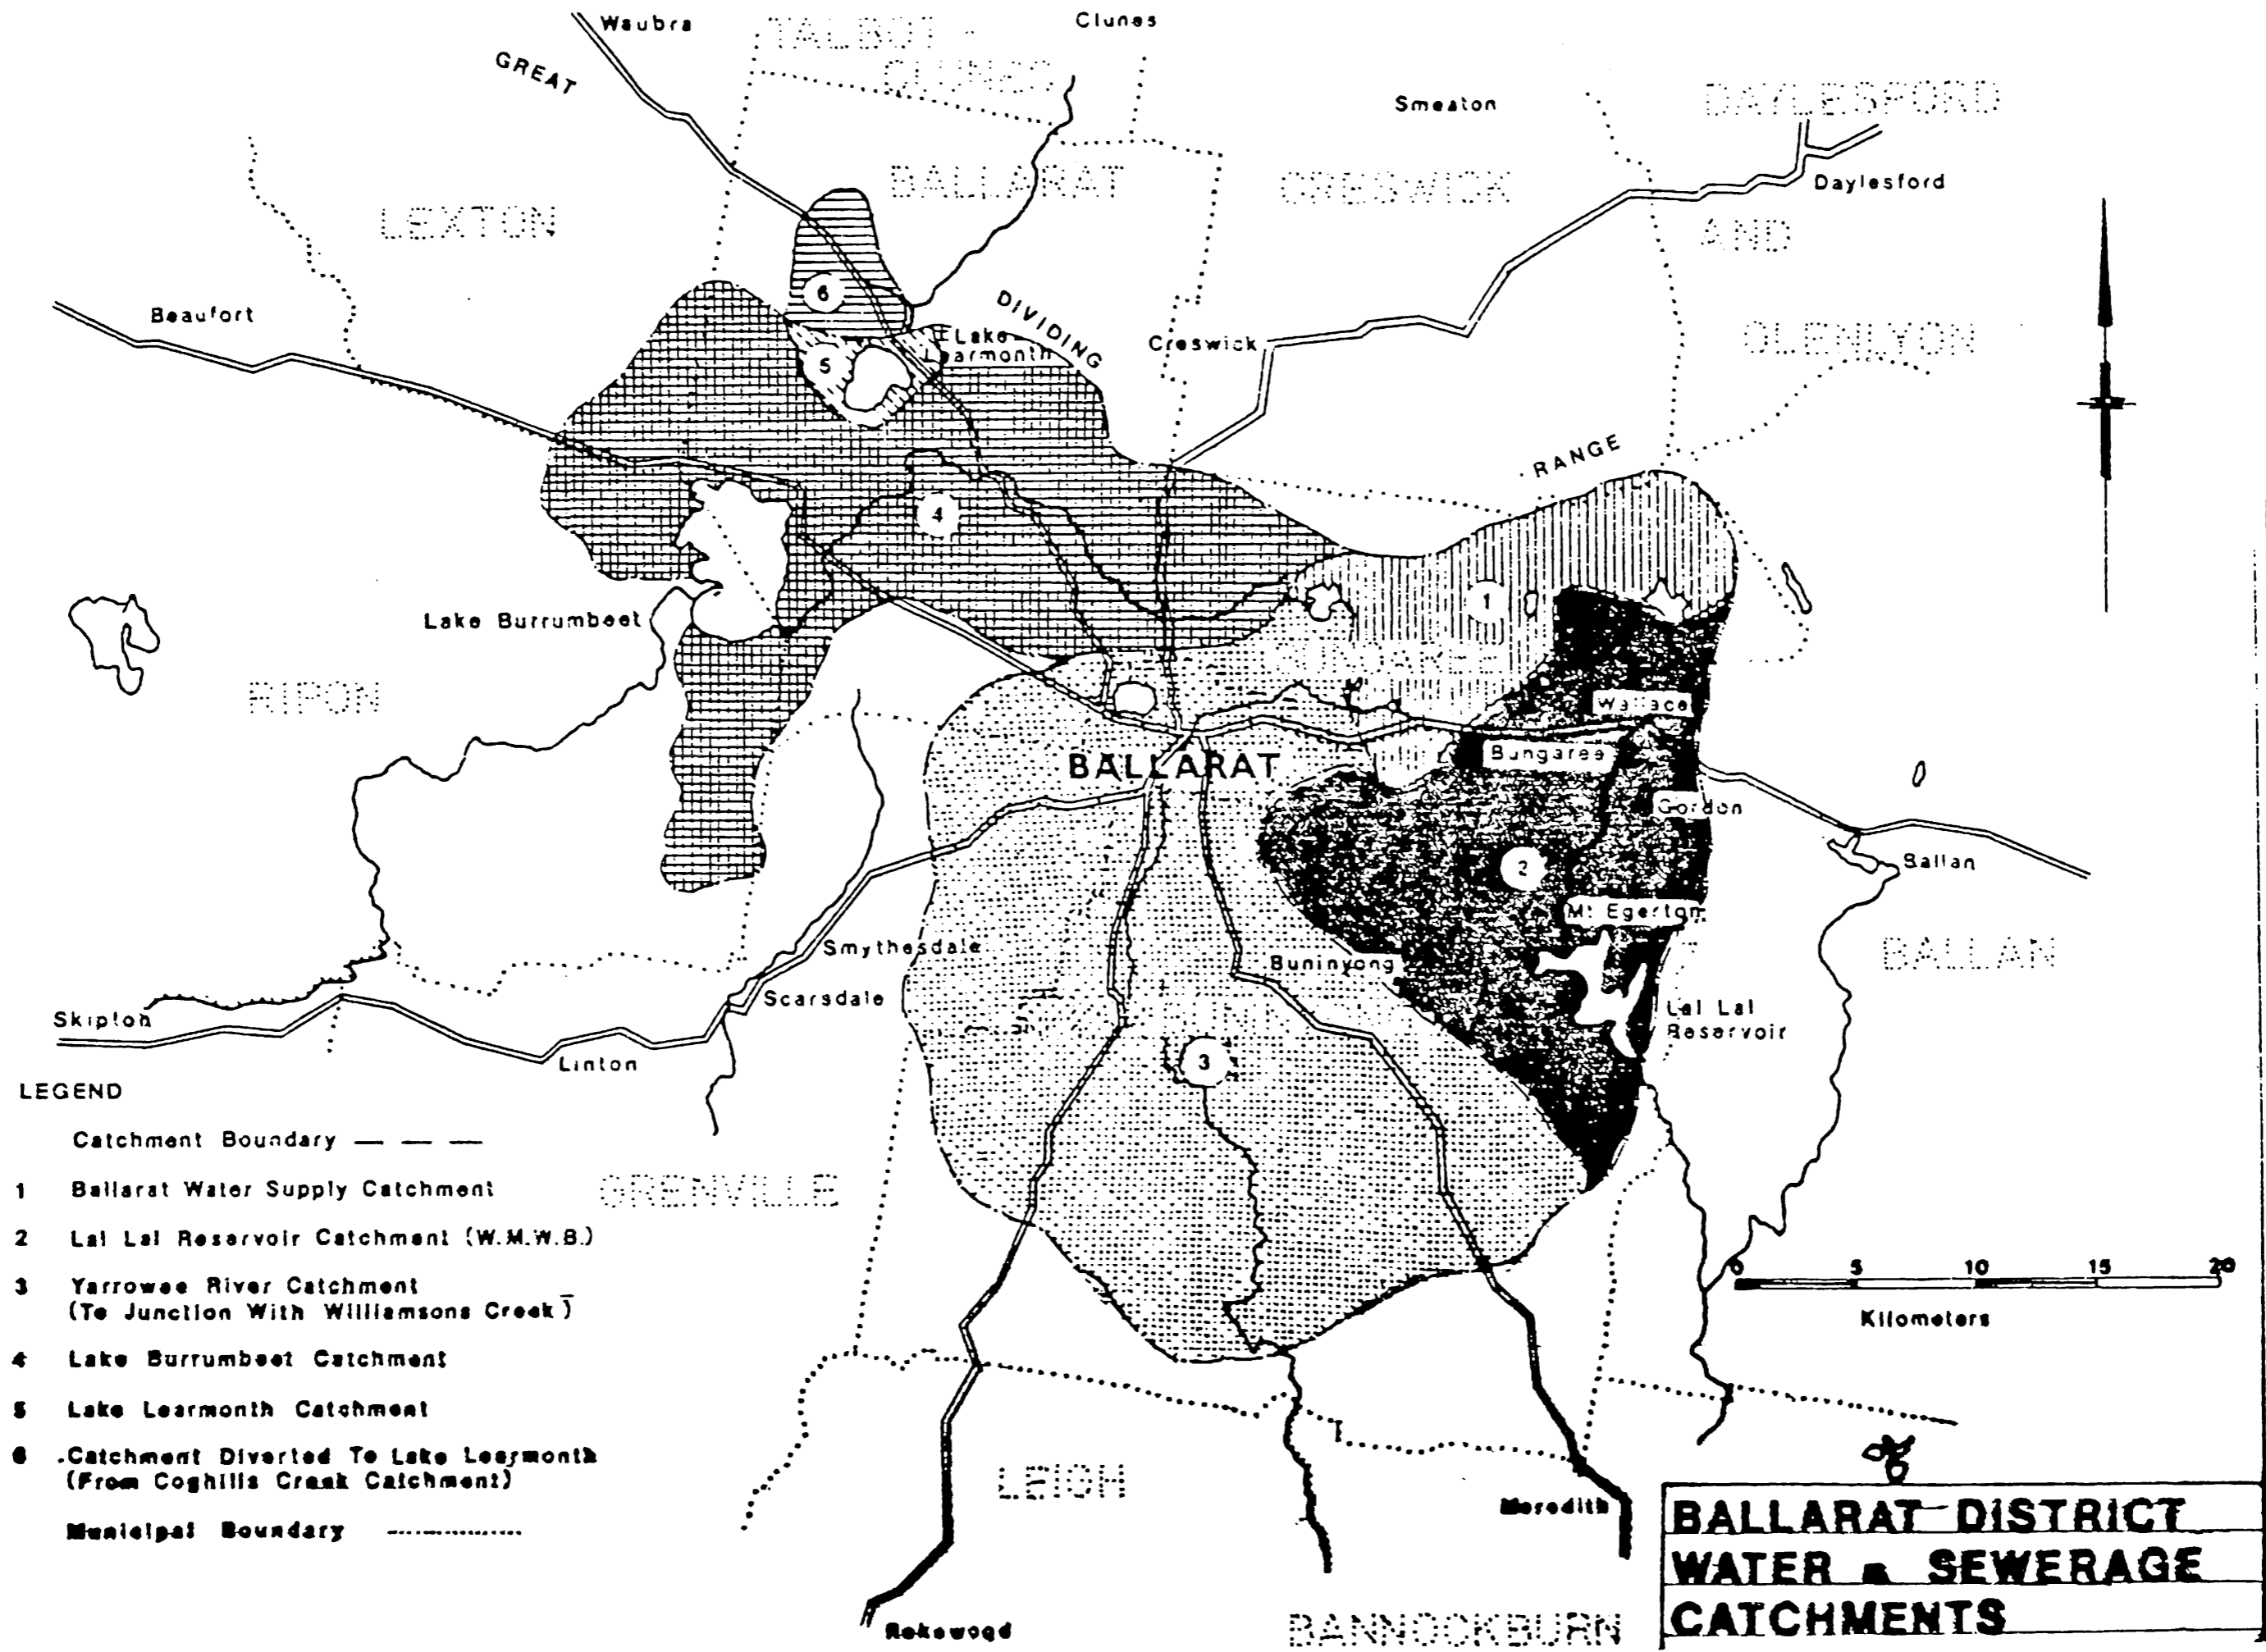 Waubra
TALBOT -
CLUNES
Clunes
GREAT
Smeaton
DAYLESFORD
BALLARAT
CRESWICK
Daylesford
LEXTON
AND
6
Beaufort
DIVIDING
Lake
Learmonth
Creswick
GLENLYON
5
RANGE
4
1
Lake Burrumbeet
BUNGAREE
RIPON
Wallace
BALLARAT
Bungaree
Gordon
Ballan
2
Mt Egerton
Smythesdale
Buninyong
BALLAN
Scarsdale
Lal Lal
Reservoir
Skipton
3
Linton
LEGEND
Catchment Boundary — — —
1 Ballarat Water Supply Catchment
GRENVILLE
2 Lal Lal Reservoir Catchment (W.M.W.B.)
3 Yarrowee River Catchment
(To Junction With Williamsons Creek)
0 5 10 15 20
Kilometers
4 Lake Burrumbeet Catchment
5 Lake Learmonth Catchment
6 Catchment Diverted To Lake Learmonth
(From Coghills Creek Catchment)
Municipal Boundary ..................
LEIGH
Meredith
Rokewood
BANNOCKBURN
BALLARAT DISTRICT
WATER & SEWERAGE
CATCHMENTS